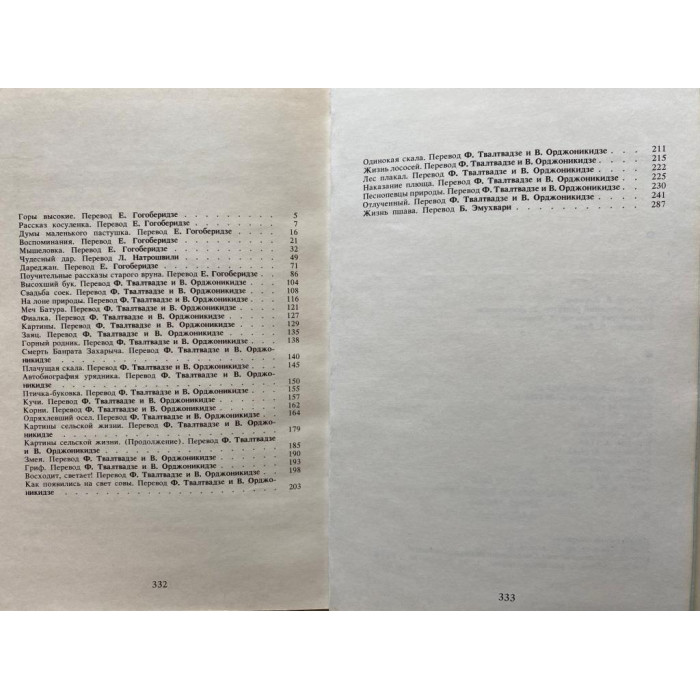 Горы высокие. Перевод Е. Гогоберидзе . . . . . . . 5
Рассказ косуленка. Перевод Е. Гогоберидзе . . . . . . 7
Думы маленького пастушка. Перевод Е. Гогоберидзе . . . 16
Воспоминания. Перевод Е. Гогоберидзе . . . . . . . 21
Мышеловка. Перевод Е. Гогоберидзе . . . . . . . . 32
Чудесный дар. Перевод Л. Натрошвили . . . . . . . 49
Дареджан. Перевод Е. Гогоберидзе . . . . . . . . 71
Поучительные рассказы старого вруна. Перевод Е. Гогоберидзе . 86
Высохший бук. Перевод Ф. Твалтвадзе и В. Орджоникидзе . . 104
Свадьба соек. Перевод Ф. Твалтвадзе и В. Орджоникидзе . . 108
На лоне природы. Перевод Ф. Твалтвадзе и В. Орджоникидзе . 116
Меч Батура. Перевод Ф. Твалтвадзе и В. Орджоникидзе . . 121
Фиалка. Перевод Ф. Твалтвадзе и В. Орджоникидзе . . . 127
Картины. Перевод Ф. Твалтвадзе и В. Орджоникидзе . . . 129
Заяц. Перевод Ф. Твалтвадзе и В. Орджоникидзе . . . . 135
Горный родник. Перевод Ф. Твалтвадзе и В. Орджоникидзе . . 138
Смерть Баграта Захарыча. Перевод Ф. Твалтвадзе и В. Орджо-
никидзе . . . . . . . . . . . . 140
Плачущая скала. Перевод Ф. Твалтвадзе и В. Орджоникидзе . 145
Автобиография урядника. Перевод Ф. Твалтвадзе и В. Орджо-
никидзе . . . . . . . . . . . . 150
Птичка-буковка. Перевод Ф. Твалтвадзе и В. Орджоникидзе . 155
Кучи. Перевод Ф. Твалтвадзе и В. Орджоникидзе . . . . 157
Корни. Перевод Ф. Твалтвадзе и В. Орджоникидзе . . . . 162
Одряхлевший осел. Перевод Ф. Твалтвадзе и В. Орджоникидзе . 164
Картины сельской жизни. Перевод Ф. Твалтвадзе и В. Орджо-
никидзе . . . . . . . . . . . . 179
Картины сельской жизни. (Продолжение). Перевод Ф. Твалтвадзе
и В. Орджоникидзе . . . . . . . . . 185
Змея. Перевод Ф. Твалтвадзе и В. Орджоникидзе . . . . 190
Гриф. Перевод Ф. Твалтвадзе и В. Орджоникидзе . . . . 193
Восходит, светает! Перевод Ф. Твалтвадзе и В. Орджоникидзе . 198
Как появились на свет совы. Перевод Ф. Твалтвадзе и В. Орджо-
никидзе . . . . . . . . . . . . 203
332
Одинокая скала. Перевод Ф. Твалтвадзе и В. Орджоникидзе . . . 211
Жизнь лососей. Перевод Ф. Твалтвадзе и В. Орджоникидзе . . . 215
Лес плакал. Перевод Ф. Твалтвадзе и В. Орджоникидзе . . . 222
Наказание плюща. Перевод Ф. Твалтвадзе и В. Орджоникидзе . . 225
Песнопевцы природы. Перевод Ф. Твалтвадзе и В. Орджоникидзе . 230
Отлученный. Перевод Ф. Твалтвадзе и В. Орджоникидзе . . . 241
Жизнь пшава. Перевод Б. Эмухвари . . . . . . . 287
333